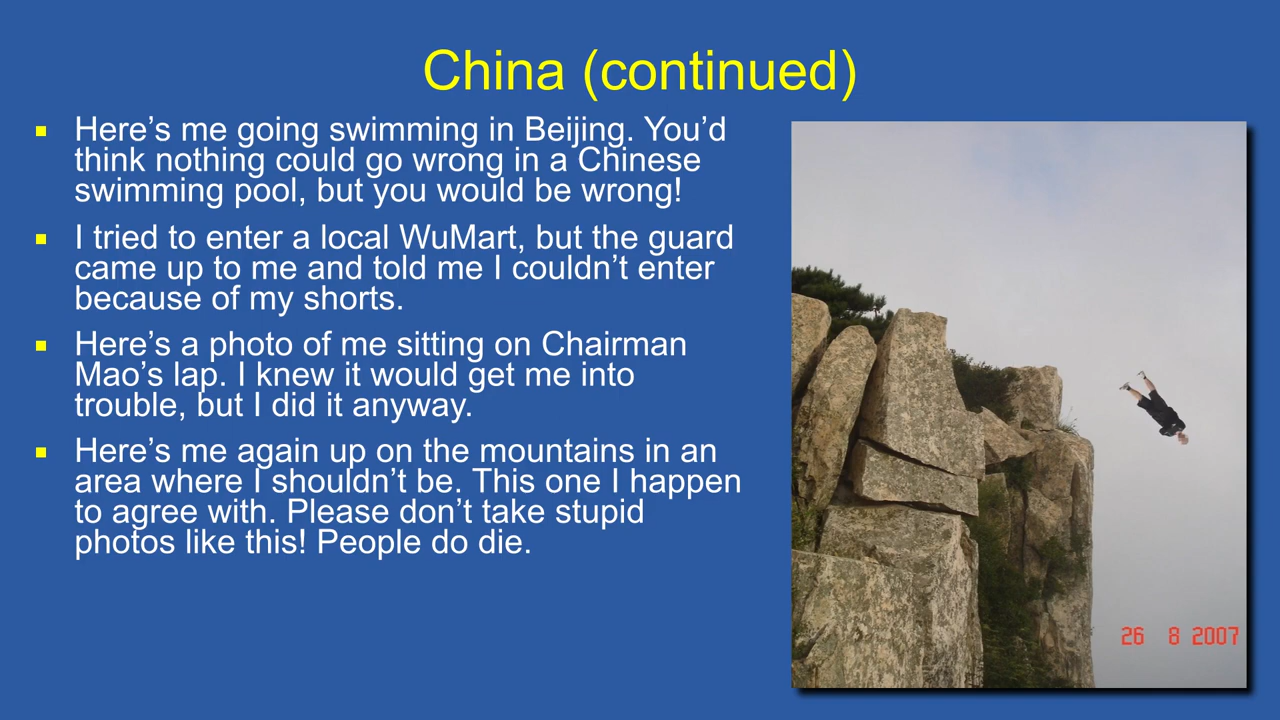 China (continued)
Here’s me going swimming in Beijing. You’d
think nothing could go wrong in a Chinese
swimming pool, but you would be wrong!
I tried to enter a local WuMart, but the guard
came up to me and told me I couldn’t enter
because of my shorts.
Here’s a photo of me sitting on Chairman
Mao’s lap. I knew it would get me into
trouble, but I did it anyway.
Here’s me again up on the mountains in an
area where I shouldn’t be. This one I happen
to agree with. Please don’t take stupid
photos like this! People do die.
26 8 2007